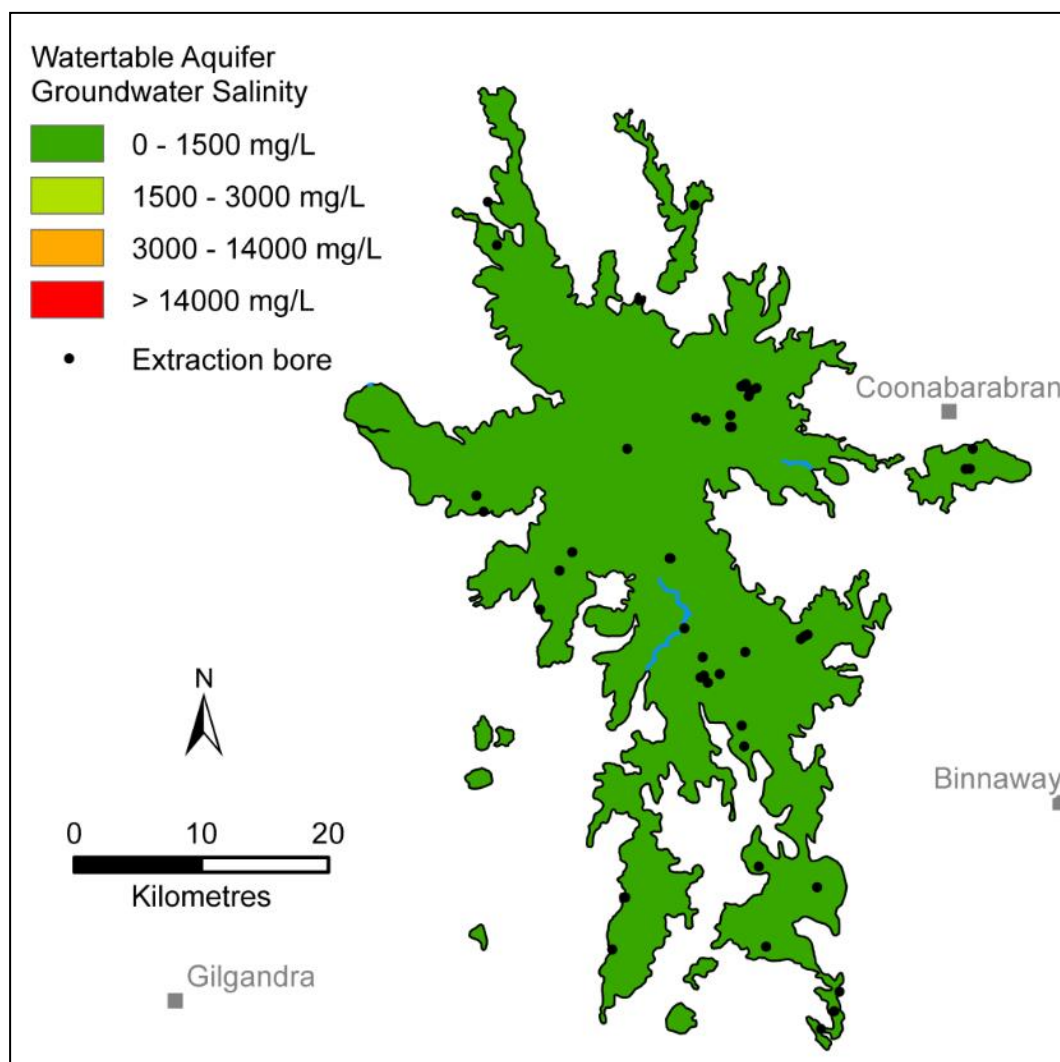 Watertable Aquifer
Groundwater Salinity
0 - 1500 mg/L
1500 - 3000 mg/L
3000 - 14000 mg/L
> 14000 mg/L
Extraction bore
Coonabarabran
N
Binnaway
0 10 20
Kilometres
Gilgandra